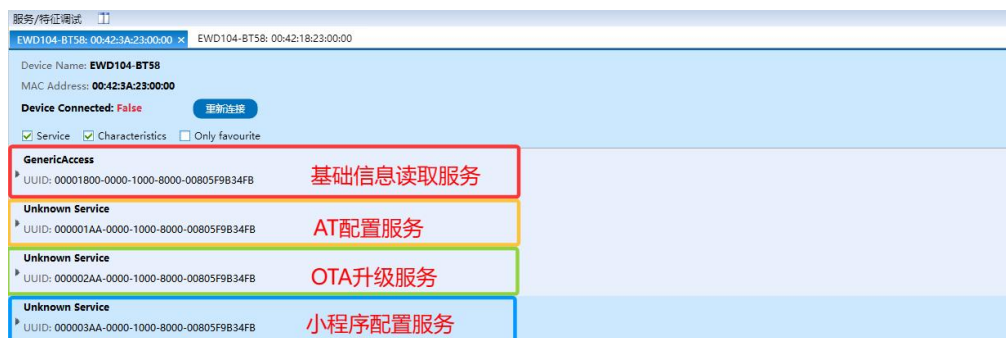 服务/特征调试
EWD104-BT58: 00:42:3A:23:00:00 × EWD104-BT58: 00:42:18:23:00:00
Device Name: EWD104-BT58
MAC Address: 00:42:3A:23:00:00
Device Connected: False 重新连接
Service Characteristics Only favourite
GenericAccess
UUID: 00001800-0000-1000-8000-00805F9B34FB 基础信息读取服务
Unknown Service
UUID: 000001AA-0000-1000-8000-00805F9B34FB AT配置服务
Unknown Service
UUID: 000002AA-0000-1000-8000-00805F9B34FB OTA升级服务
Unknown Service
UUID: 000003AA-0000-1000-8000-00805F9B34FB 小程序配置服务